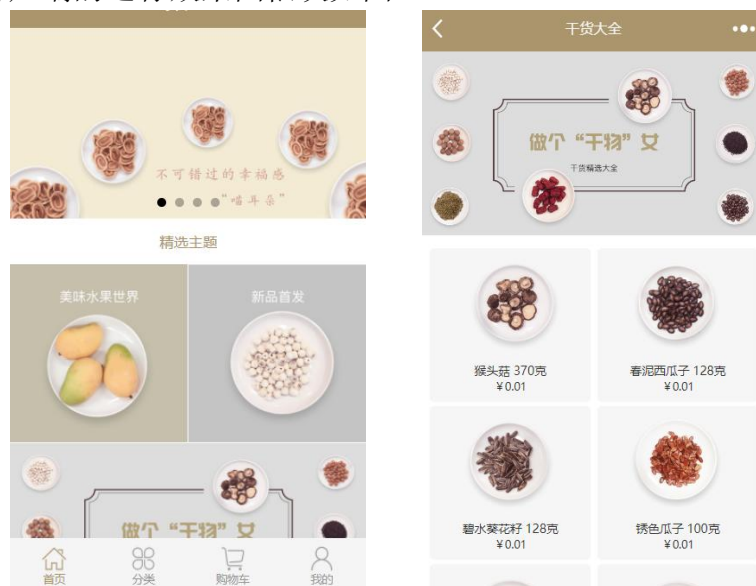 不可错过的幸福感
“喵耳朵”
精选主题
美味水果世界
新品首发
做个“干物”女
首页
分类
购物车
我的
干货大全
做个“干物”女
干货精选大全
猴头菇 370克
￥0.01
春泥西瓜子 128克
￥0.01
碧水葵花籽 128克
￥0.01
锈色瓜子 100克
￥0.01